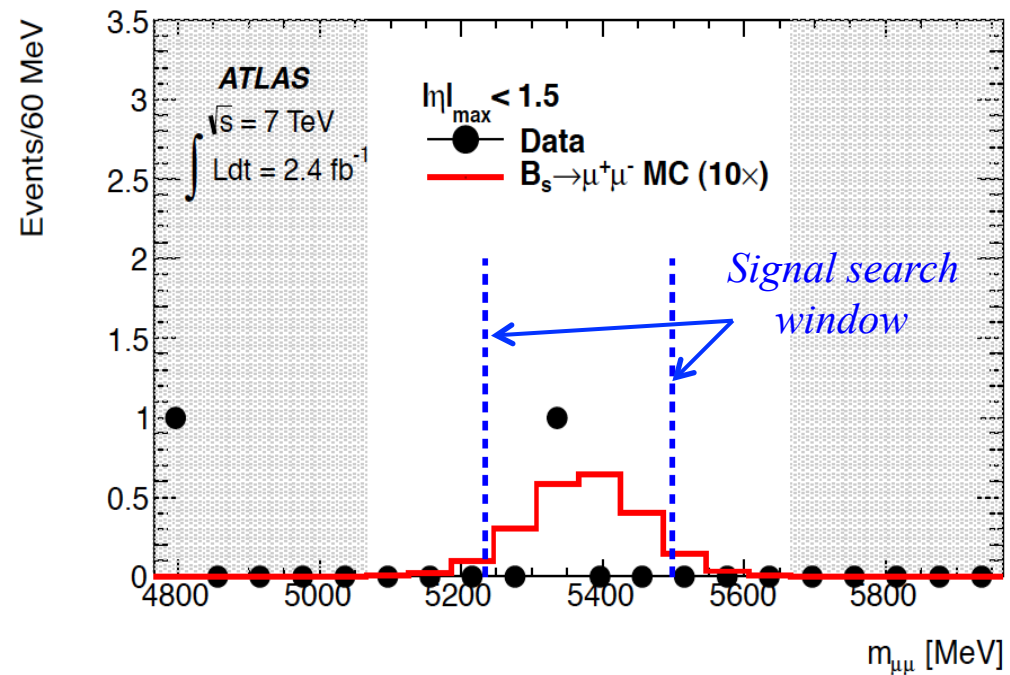 Events/60 MeV
3.5
3
2.5
2
1.5
1
0.5
0
ATLAS
√s = 7 TeV
∫ Ldt = 2.4 fb⁻¹
|η|max < 1.5
Data
Bs→μ⁺μ⁻ MC (10×)
Signal search
window
4800 5000 5200 5400 5600 5800
mμμ [MeV]